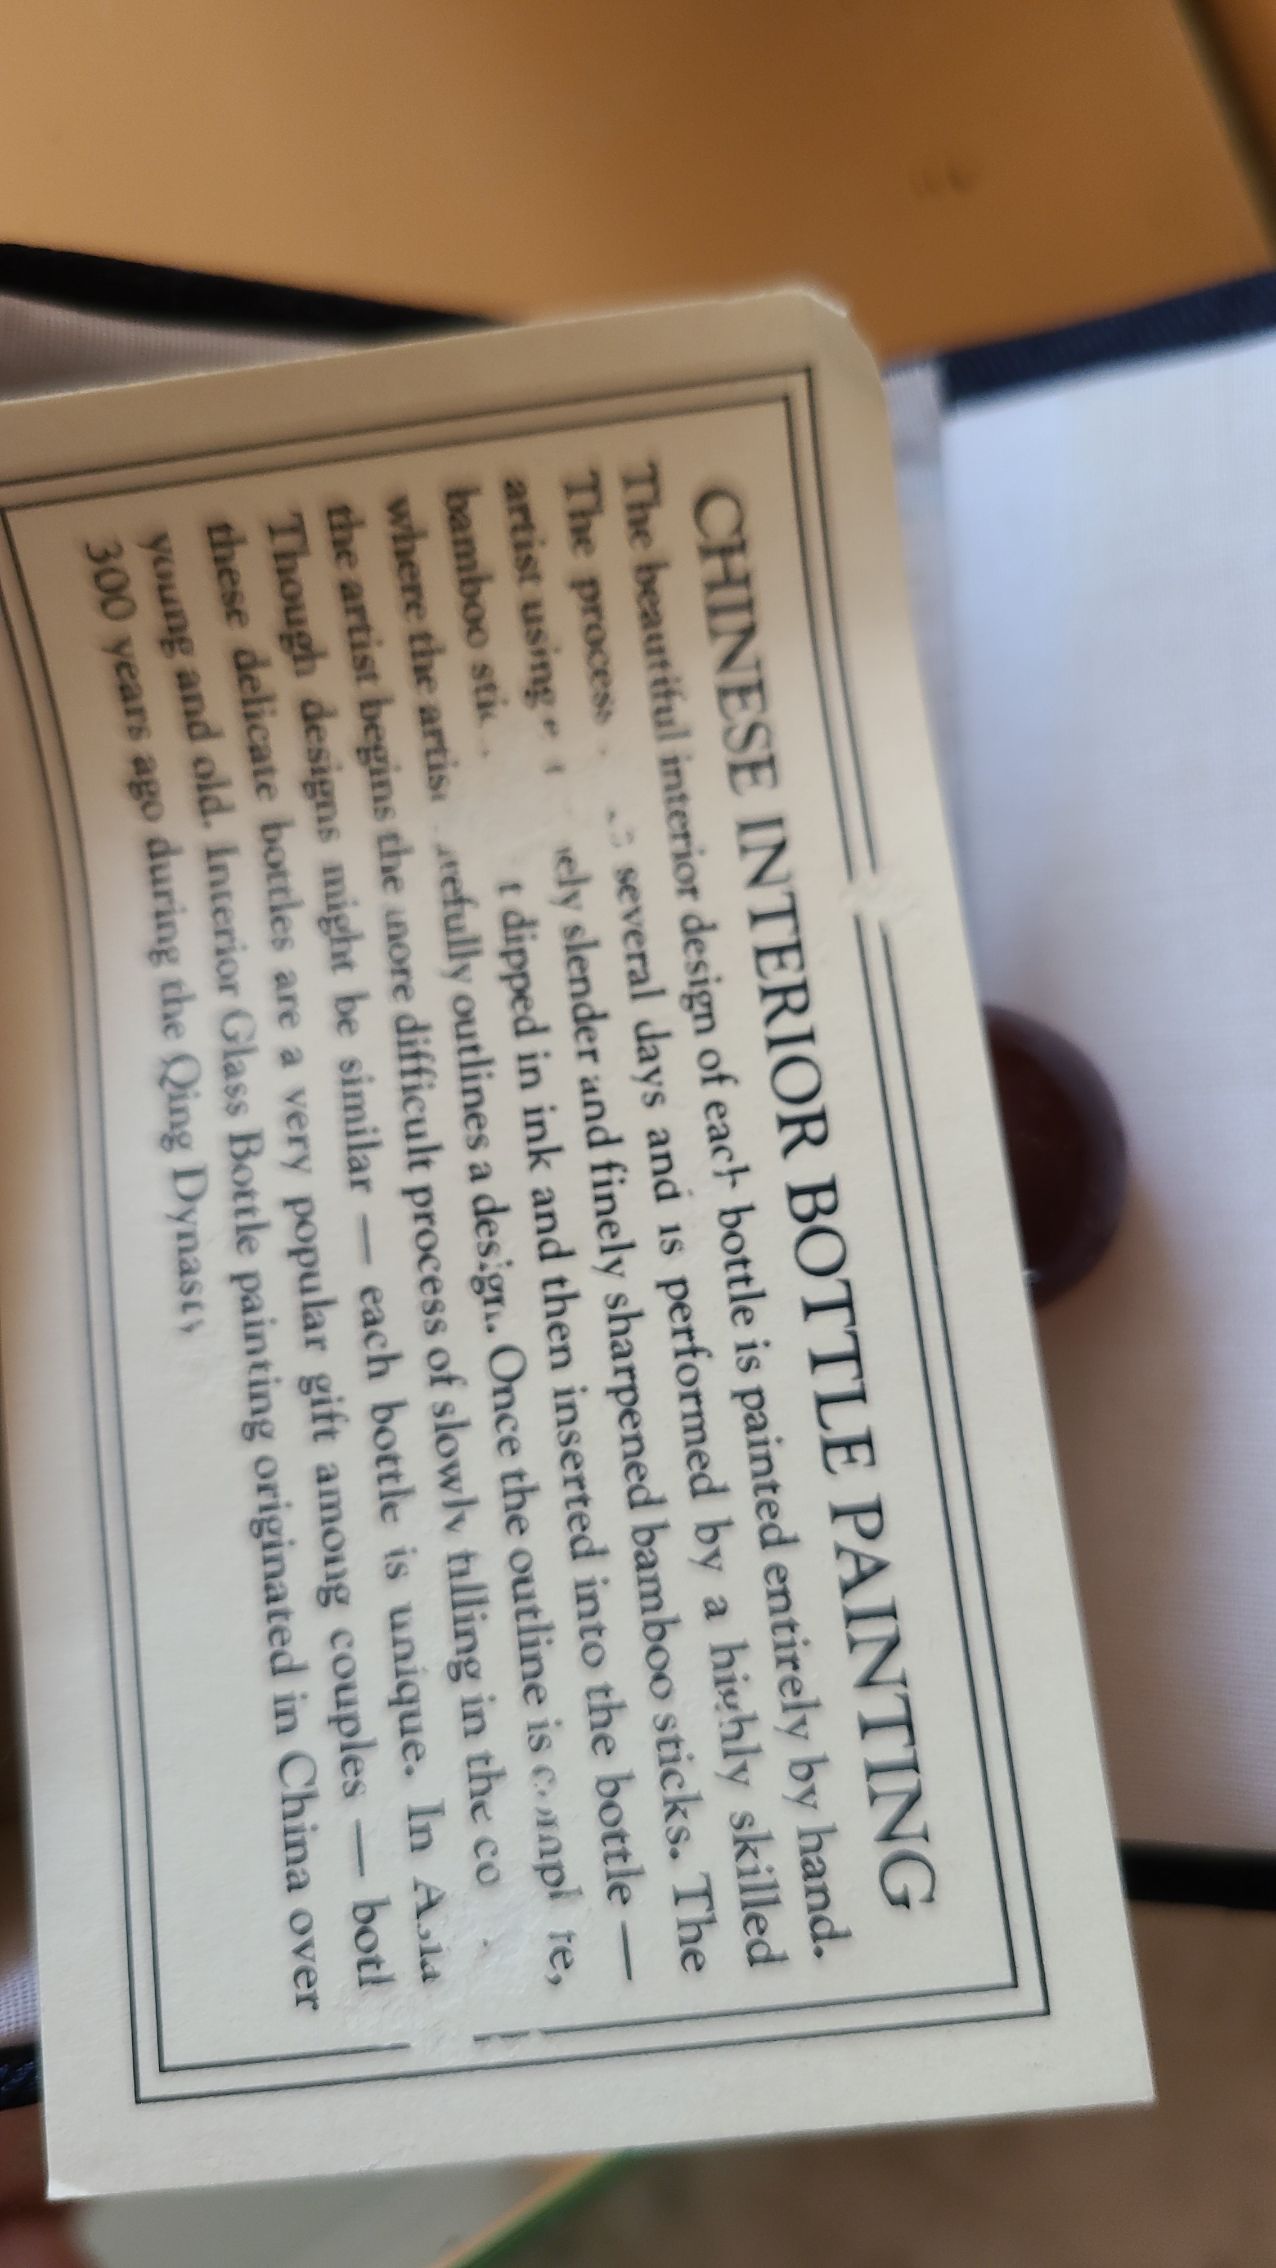 CHINESE INTERIOR BOTTLE PAINTING
The beautiful interior design of each bottle is painted entirely by hand.
The process several days and is performed by a highly skilled
artist using slender and finely sharpened bamboo sticks. The
bamboo dipped in ink and then inserted into the bottle —
where the artist carefully outlines a design. Once the outline is complete,
the artist begins the more difficult process of slowly filling in the
Though designs might be similar — each bottle is unique. In Asia
these delicate bottles are a very popular gift among couples — both
young and old. Interior Glass Bottle painting originated in China over
300 years ago during the Qing Dynasty